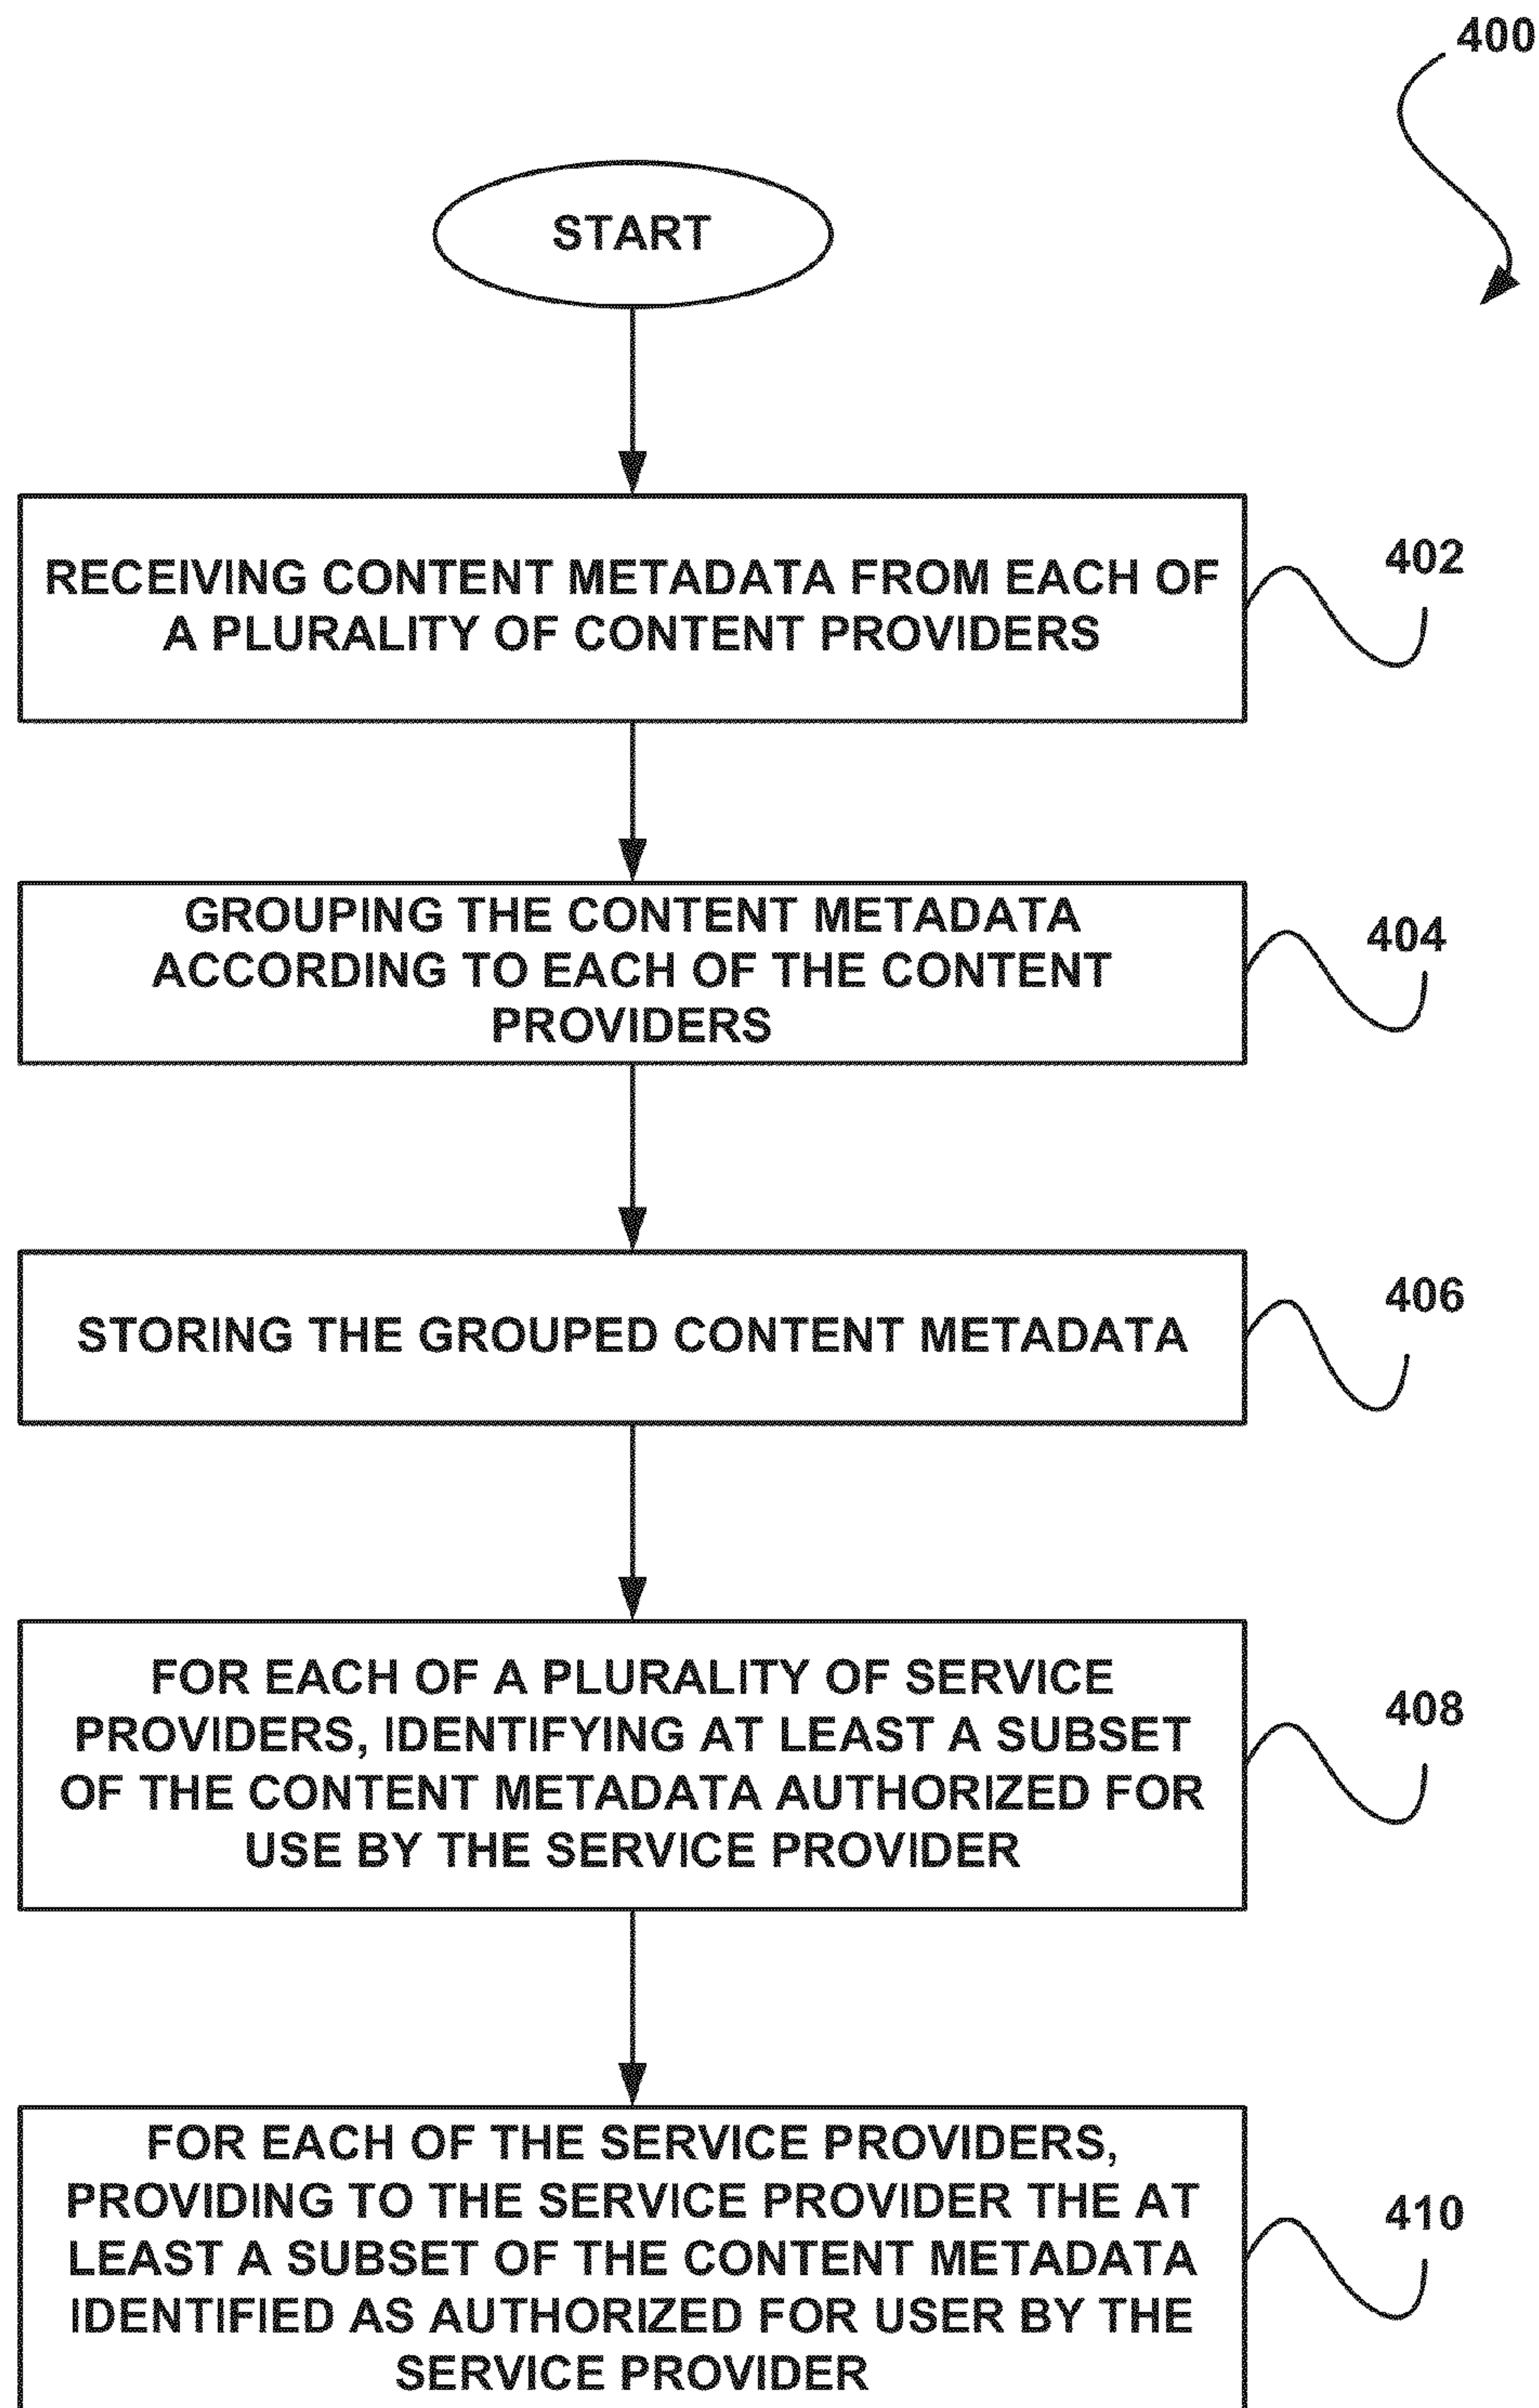 400
START
RECEIVING CONTENT METADATA FROM EACH OF
A PLURALITY OF CONTENT PROVIDERS
402
GROUPING THE CONTENT METADATA
ACCORDING TO EACH OF THE CONTENT
PROVIDERS
404
STORING THE GROUPED CONTENT METADATA
406
FOR EACH OF A PLURALITY OF SERVICE
PROVIDERS, IDENTIFYING AT LEAST A SUBSET
OF THE CONTENT METADATA AUTHORIZED FOR
USE BY THE SERVICE PROVIDER
408
FOR EACH OF THE SERVICE PROVIDERS,
PROVIDING TO THE SERVICE PROVIDER THE AT
LEAST A SUBSET OF THE CONTENT METADATA
IDENTIFIED AS AUTHORIZED FOR USER BY THE
SERVICE PROVIDER
410